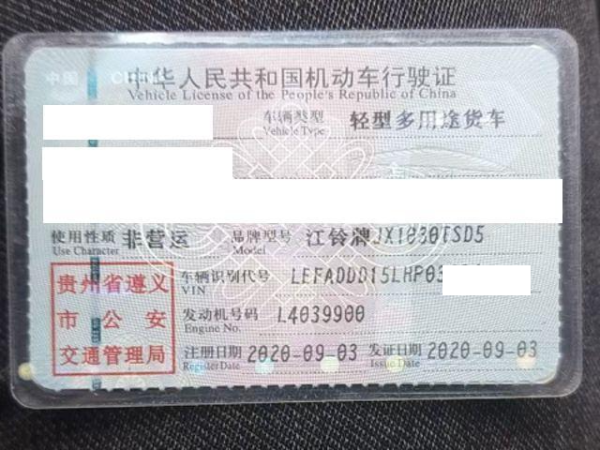 中华人民共和国机动车行驶证
Vehicle License of the People's Republic of China
车辆类型 轻型多用途货车
Vehicle Type
使用性质 非营运 品牌型号 江铃牌JX1030TSD5
Use Character Model
贵州省遵义
市公安
交通管理局
车辆识别代号 LEFADDD15LHP03
VIN
发动机号码 L4039900
Engine No.
注册日期 2020-09-03 发证日期 2020-09-03
Register Date Issue Date